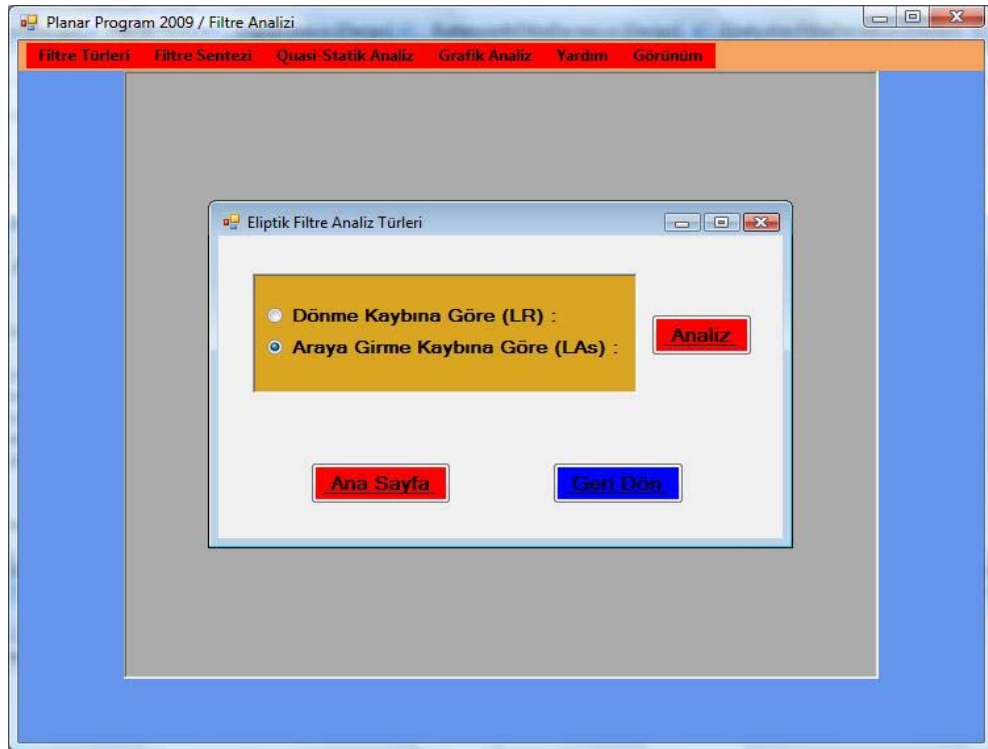 Planar Program 2009 / Filtre Analizi
Filtre Türleri Filtre Sentezi Quasi-Statik Analiz Grafik Analiz Yardım Görünüm
Eliptik Filtre Analiz Türleri
Dönme Kaybına Göre (LR) :
Araya Girme Kaybına Göre (LAs) :
Analiz
Ana Sayfa
Geri Dön